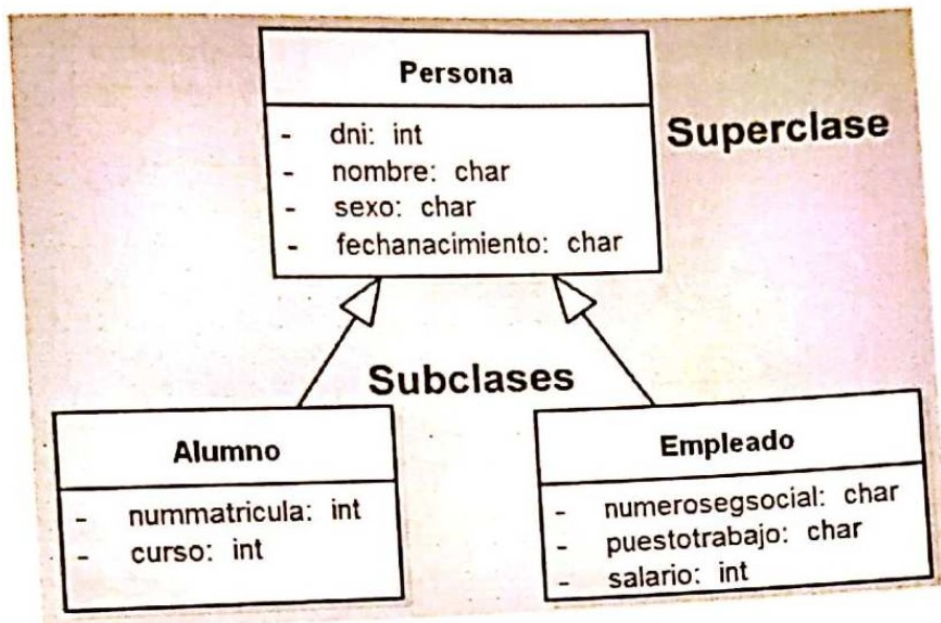 Persona
- dni: int
- nombre: char
- sexo: char
- fechanacimiento: char
Superclase
Subclases
Alumno
- nummatricula: int
- curso: int
Empleado
- numerosegsocial: char
- puestotrabajo: char
- salario: int